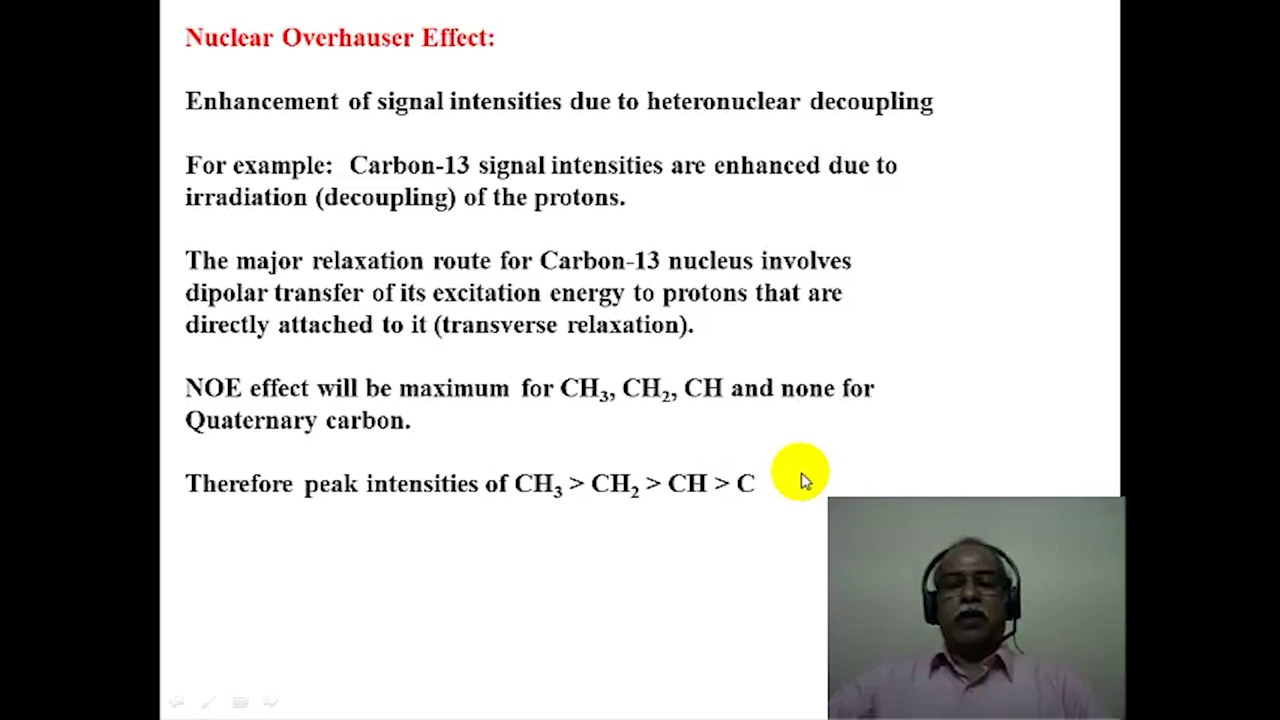 Nuclear Overhauser Effect:
Enhancement of signal intensities due to heteronuclear decoupling
For example: Carbon-13 signal intensities are enhanced due to
irradiation (decoupling) of the protons.
The major relaxation route for Carbon-13 nucleus involves
dipolar transfer of its excitation energy to protons that are
directly attached to it (transverse relaxation).
NOE effect will be maximum for CH₃, CH₂, CH and none for
Quaternary carbon.
Therefore peak intensities of CH₃ > CH₂ > CH > C